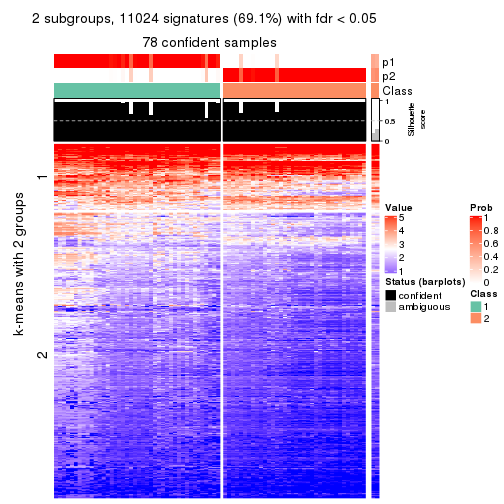 2 subgroups, 11024 signatures (69.1%) with fdr < 0.05
78 confident samples
p1
p2
Class
1
0.5
0
Silhouette
score
k-means with 2 groups
1
2
Value
5
4
3
2
1
Status (barplots)
confident
ambiguous
Prob
1
0.8
0.6
0.4
0.2
0
Class
1
2